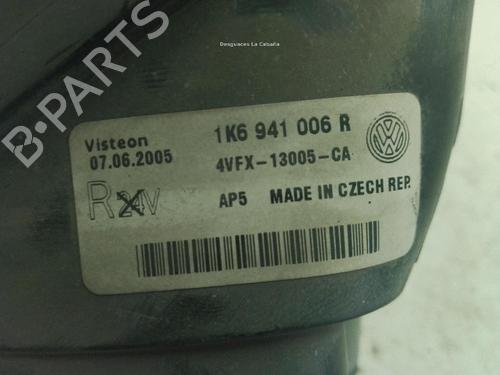 Desguaces La Cabaña
B-PARTS
Visteon
07.06.2005
1K6 941 006 R
4VFX-13005-CA
R 24V
AP5 MADE IN CZECH REP.